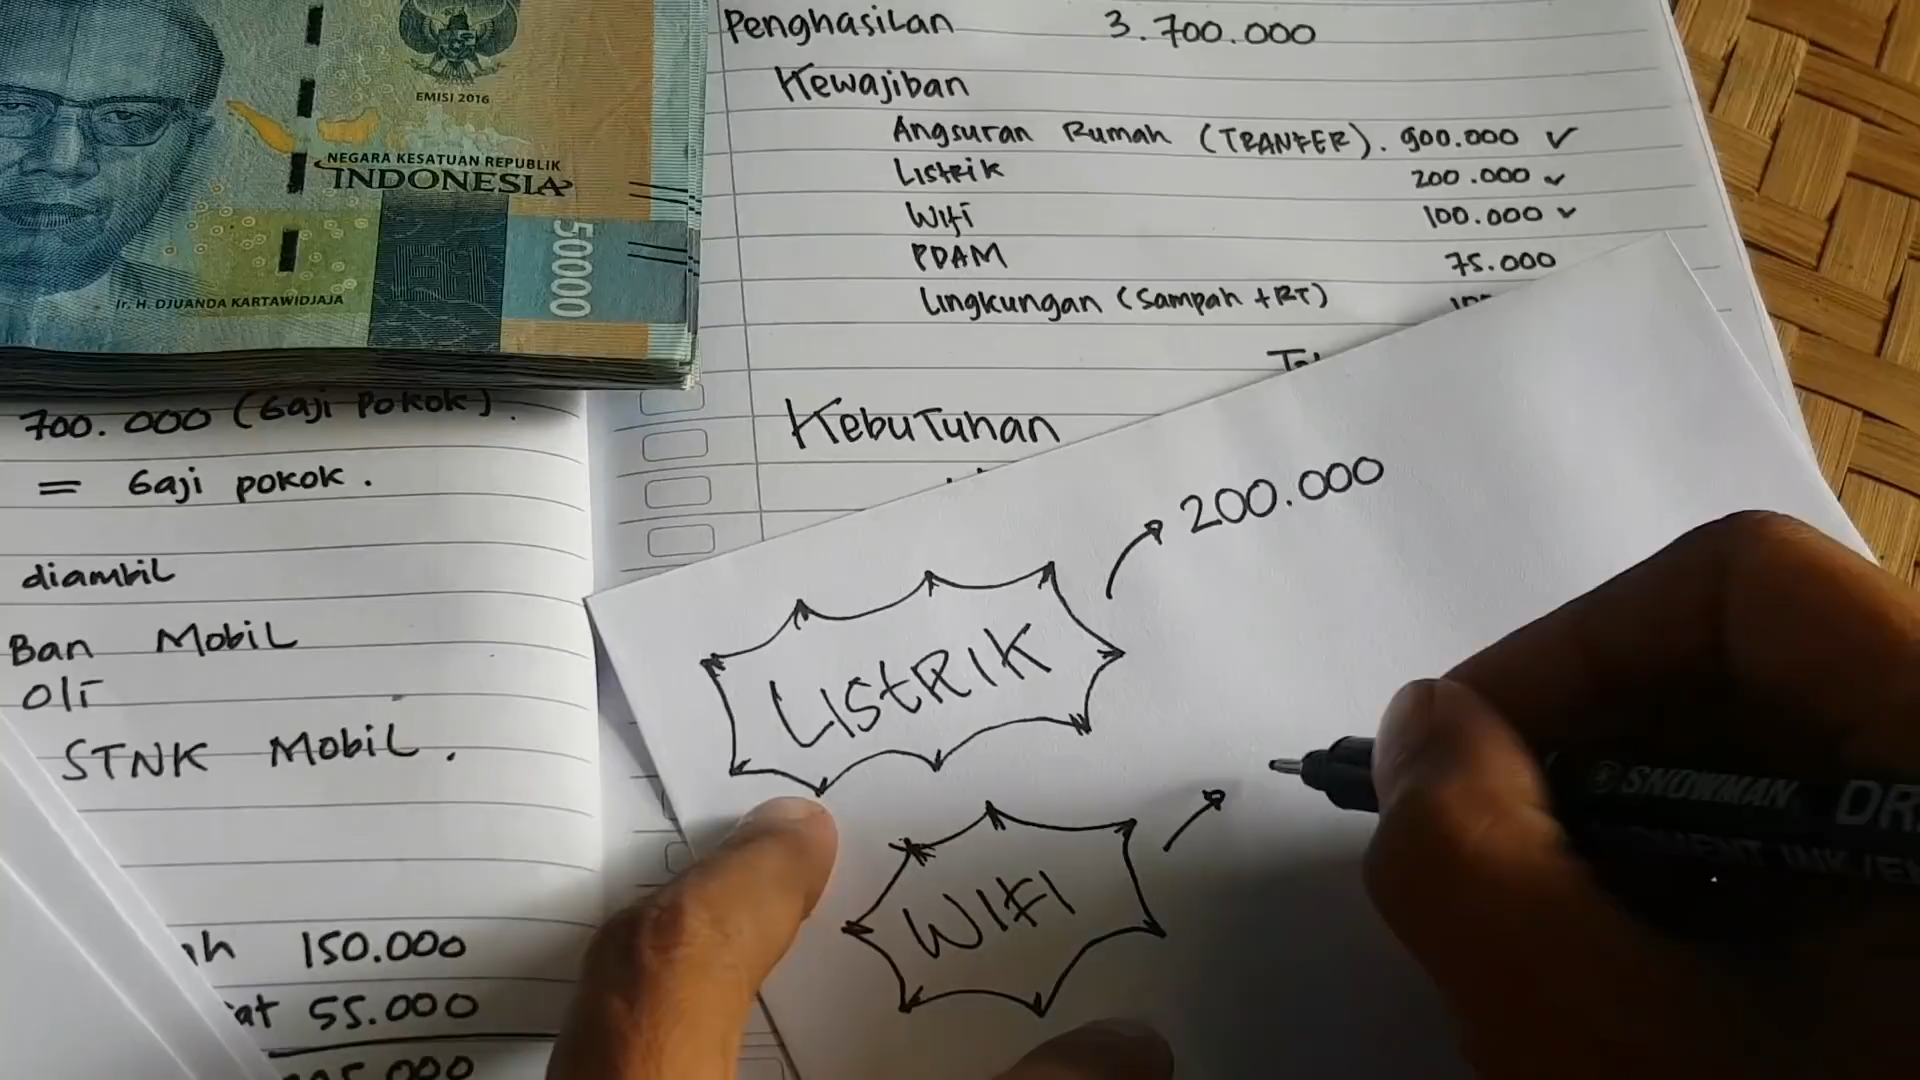 EMISI 2016
NEGARA KESATUAN REPUBLIK
INDONESIA
50000
Ir. H. DJUANDA KARTAWIDJAJA
Penghasilan 3.700.000
Kewajiban
Angsuran Rumah (TRANFER). 900.000 ✓
Listrik 200.000 ✓
Wifi 100.000 ✓
PDAM 75.000
Lingkungan (Sampah + RT)
Kebutuhan
700.000 (Gaji Pokok).
= Gaji pokok.
diambil
Ban Mobil
Oli
STNK Mobil.
150.000
55.000
LISTRIK
200.000
WIFI
SNOWMAN